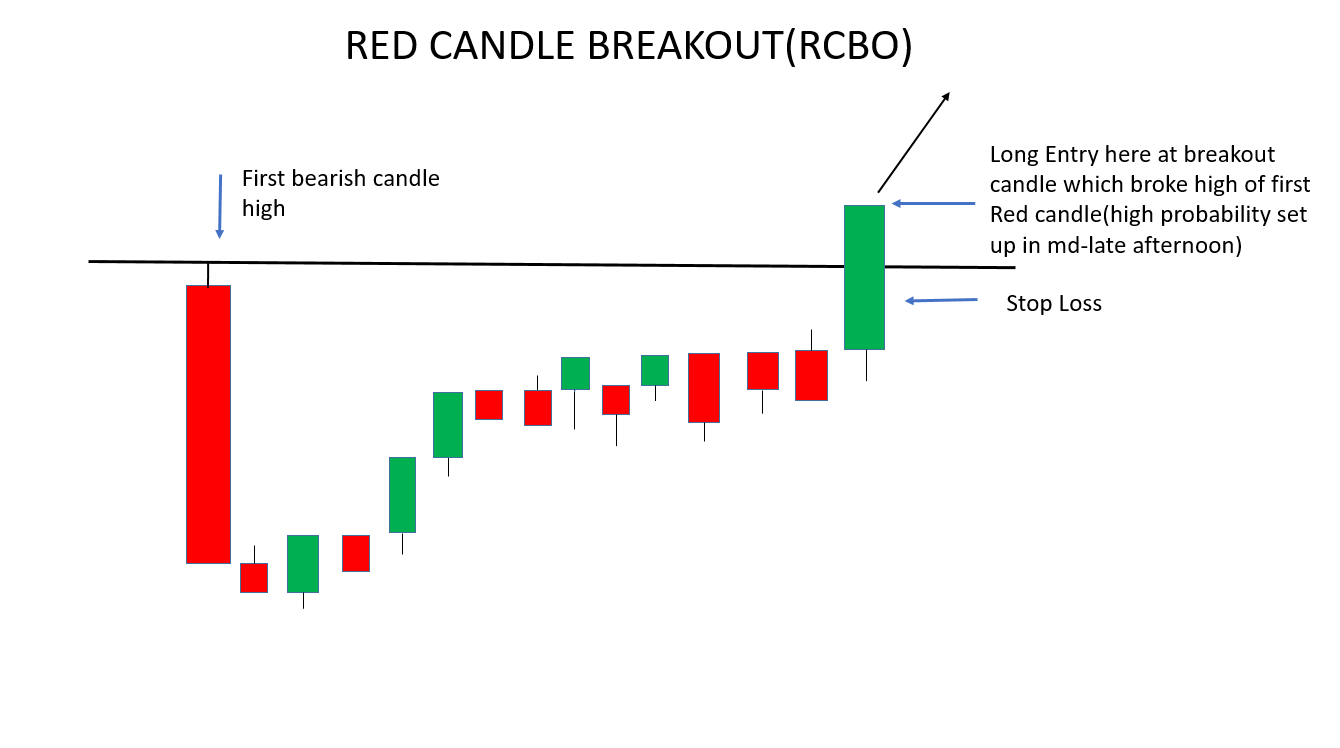 RED CANDLE BREAKOUT(RCBO)
First bearish candle
high
Long Entry here at breakout
candle which broke high of first
Red candle(high probability set
up in md-late afternoon)
Stop Loss